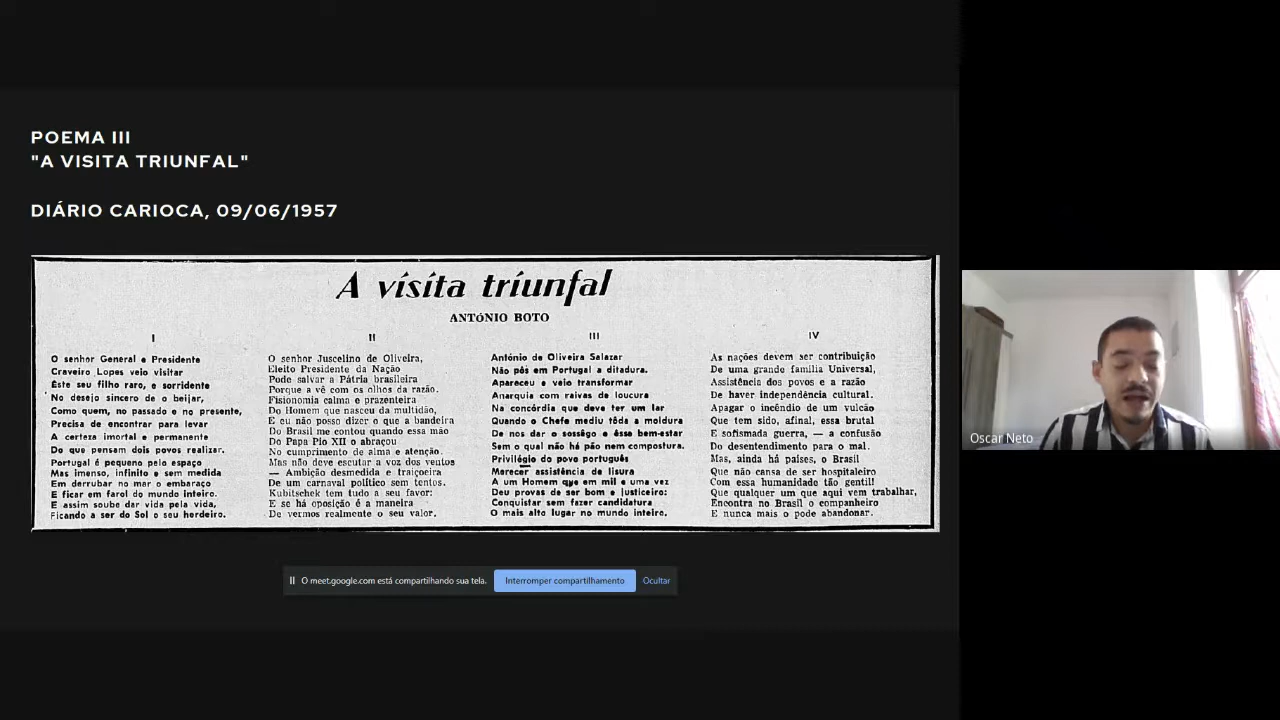 POEMA III
"A VISITA TRIUNFAL"
DIÁRIO CARIOCA, 09/06/1957
A visita triunfal
ANTÓNIO BOTO
I
O senhor General e Presidente
Craveiro Lopes veio visitar
Êste seu filho raro, e sorridente
No desejo sincero de o beijar,
Como quem, no passado e no presente,
Precisa de encontrar para levar
A certeza imortal e permanente
Do que pensam dois povos realizar.
Portugal é pequeno pelo espaço
Mas imenso, infinito e sem medida
Em derrubar no mar o embaraço
E ficar em farol do mundo inteiro.
E assim soube dar vida pela vida,
Ficando a ser do Sol o seu herdeiro.
II
O senhor Juscelino de Oliveira,
Eleito Presidente da Nação
Pode salvar a Pátria brasileira
Porque a vê com os olhos da razão.
Fisionomia calma e prazenteira
Do Homem que nasceu da multidão,
E eu não posso dizer o que a bandeira
Do Brasil me contou quando essa mão
Do Papa Pio XII o abraçou
No cumprimento de alma e atenção.
Mas não deve escutar a voz dos ventos
— Ambição desmedida e traiçoeira
De um carnaval político sem tentos.
Kubitschek tem tudo a seu favor:
E se há oposição é a maneira
De vermos realmente o seu valor.
III
António de Oliveira Salazar
Não pôs em Portugal a ditadura.
Apareceu e veio transformar
Anarquia com raivas de loucura
Na concórdia que deve ter um lar
Quando o Chefe mediu tôda a moldura
De nos dar o sossêgo e êsse bem-estar
Sem o qual não há pão nem compostura.
Privilégio do povo português
Merecer assistência de lisura
A um Homem que em mil e uma vez
Deu provas de ser bom e justiceiro:
Conquistar sem fazer candidatura
O mais alto lugar no mundo inteiro.
IV
As nações devem ser contribuição
De uma grande família Universal,
Assistência dos povos e a razão
De haver independência cultural.
Apagar o incêndio de um vulcão
Que tem sido, afinal, essa brutal
E sofismada guerra, — a confusão
Do desentendimento para o mal.
Mas, ainda há países, o Brasil
Que não cansa de ser hospitaleiro
Com essa humanidade tão gentil!
Que qualquer um que aqui vem trabalhar,
Encontra no Brasil o companheiro
E nunca mais o pode abandonar.
O meet.google.com está compartilhando sua tela.
Interromper compartilhamento
Ocultar
Oscar Neto